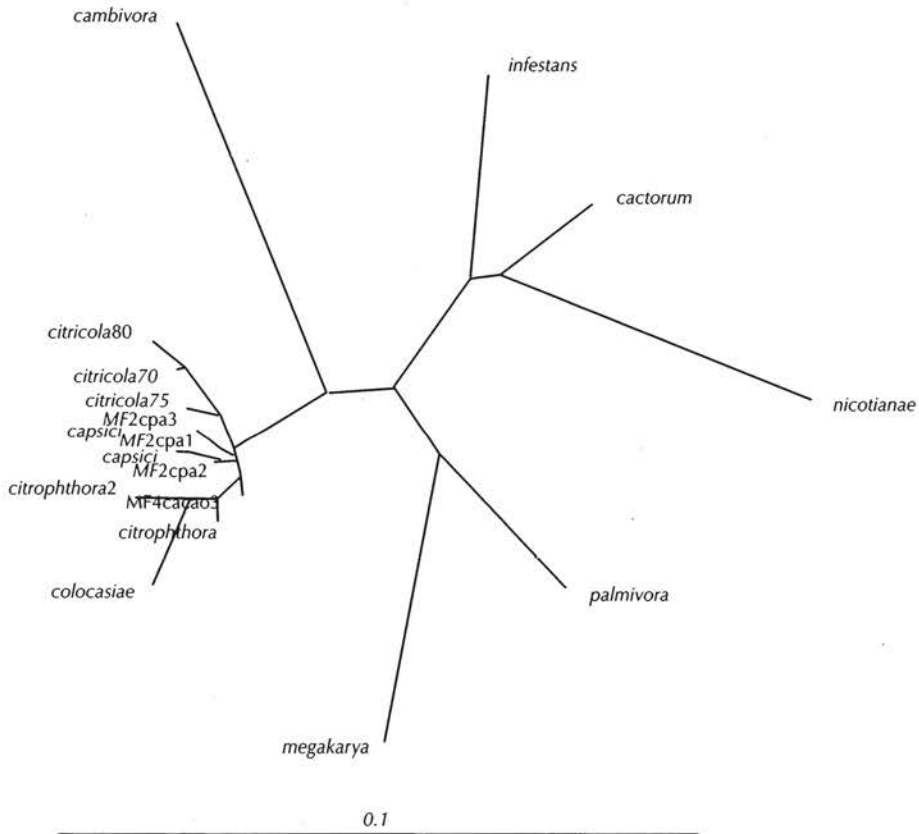 cambivora
infestans
cactorum
citricola80
citricola70
citricola75
MF2cpa3
capsici
MF2cpa1
capsici
MF2cpa2
nicotianae
citrophthora2
MF4cacao3
citrophthora
colocasiae
palmivora
megakarya
0.1